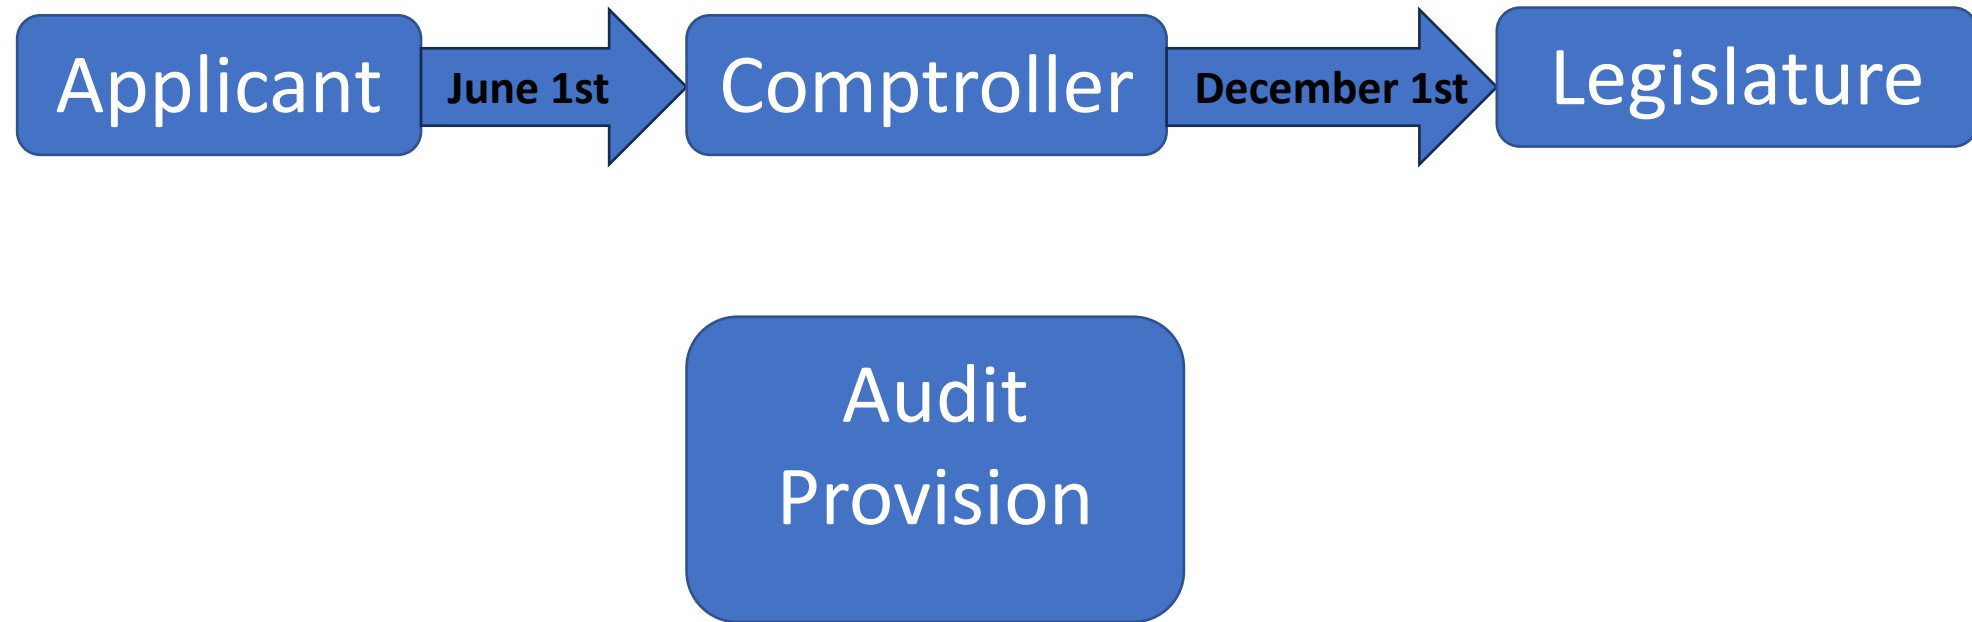 Applicant
June 1st
Comptroller
December 1st
Legislature
Audit
Provision